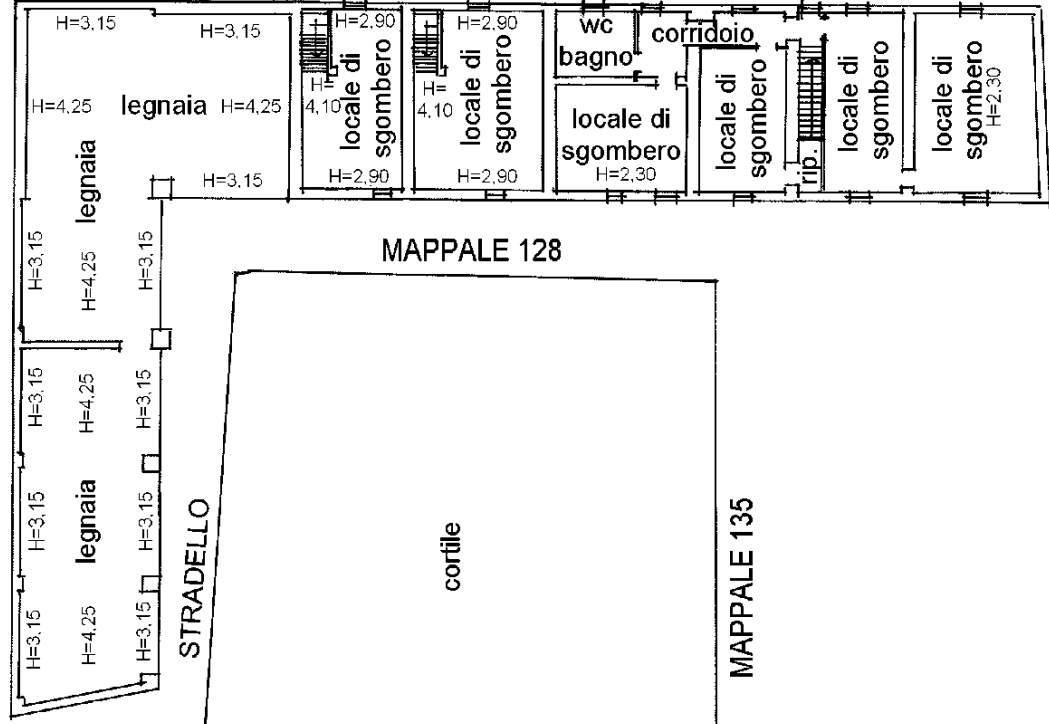 H=3,15
H=3,15
H=4,25
legnaia
H=4,25
H=3,15
legnaia
H=3,15
H=4,25
H=3,15
H=2,90
H=
4,10
locale di
sgombero
H=2,90
H=2,90
H=
4,10
locale di
sgombero
H=2,90
wc
bagno
corridoio
locale di
sgombero
H=2,30
locale di
sgombero
rip.
locale di
sgombero
locale di
sgombero
H=2,30
MAPPALE 128
H=3,15
H=4,25
H=3,15
legnaia
H=3,15
H=3,15
H=3,15
H=4,25
H=3,15
STRADELLO
cortile
MAPPALE 135